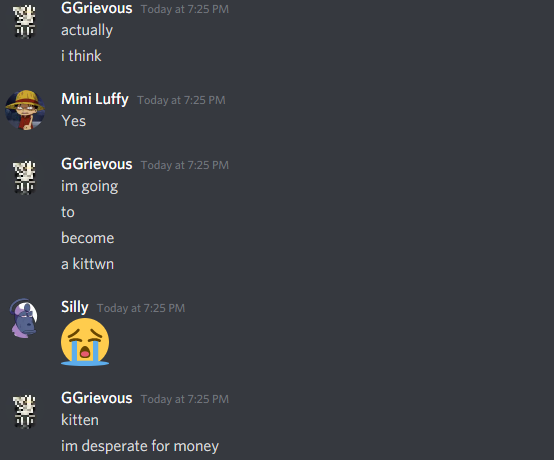 GGrievous Today at 7:25 PM
actually
i think
Mini Luffy Today at 7:25 PM
Yes
GGrievous Today at 7:25 PM
im going
to
become
a kittwn
Silly Today at 7:25 PM
GGrievous Today at 7:25 PM
kitten
im desperate for money